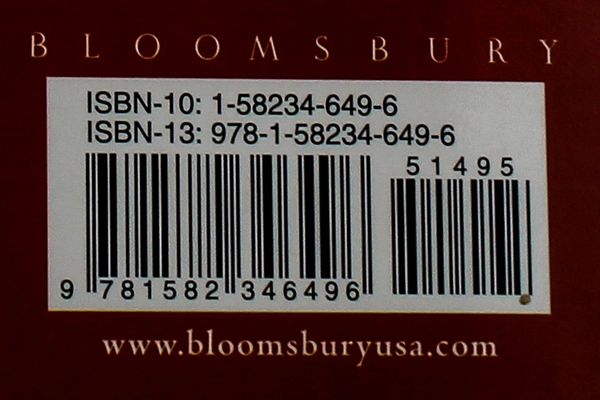 BLOOMSBURY
ISBN-10: 1-58234-649-6
ISBN-13: 978-1-58234-649-6
51495
9 781582 346496
www.bloomsburyusa.com